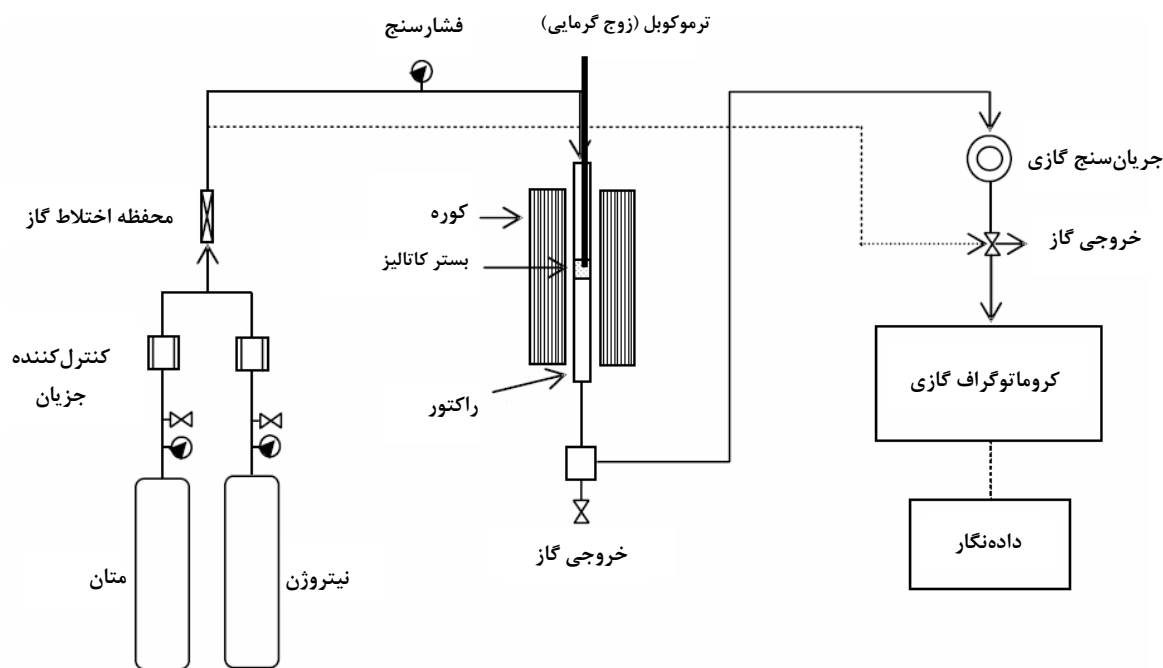 ترموکوبل (زوج گرمایی)
فشارسنج
جریان‌سنج گازی
محفظه اختلاط گاز
کوره
خروجی گاز
بستر کاتالیز
کنترل‌کننده
جزیان
کروماتوگراف گازی
راکتور
داده‌نگار
خروجی گاز
نیتروژن
متان